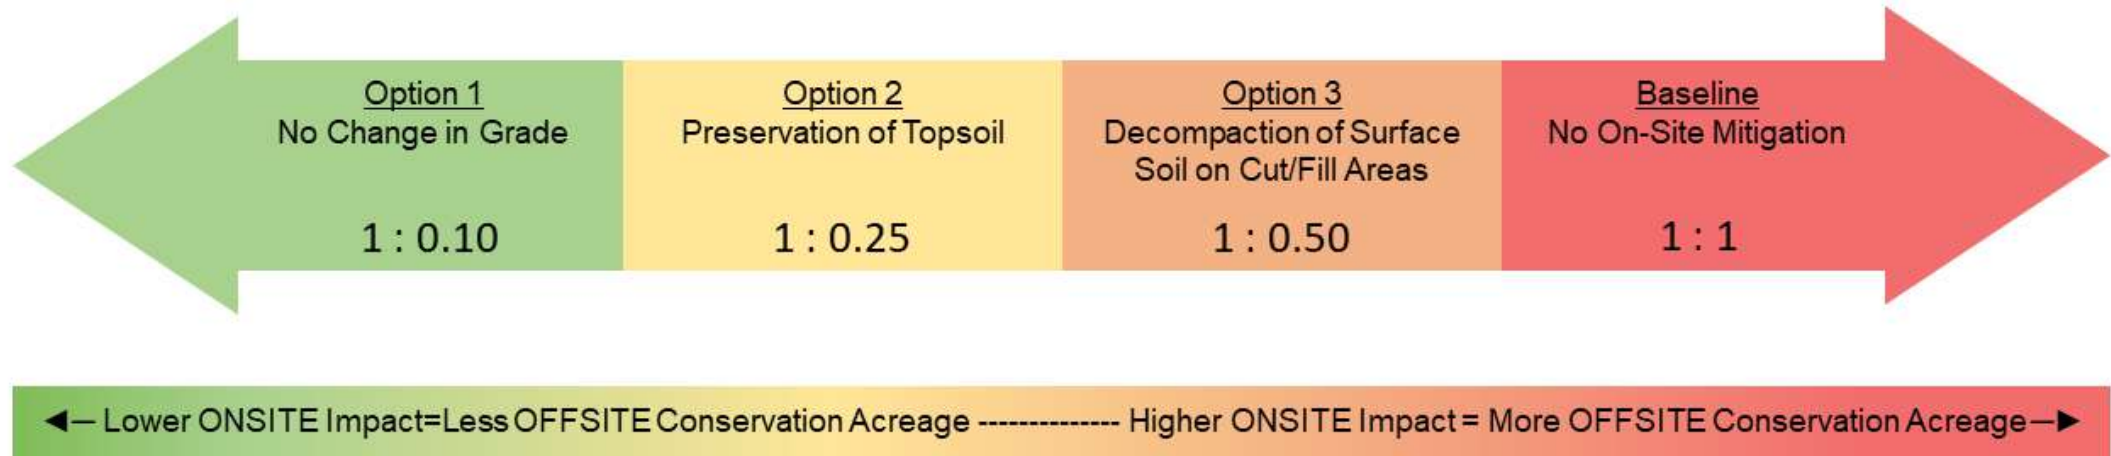 Option 1
No Change in Grade
1 : 0.10
Option 2
Preservation of Topsoil
1 : 0.25
Option 3
Decompaction of Surface
Soil on Cut/Fill Areas
1 : 0.50
Baseline
No On-Site Mitigation
1 : 1
◄— Lower ONSITE Impact=Less OFFSITE Conservation Acreage -------------- Higher ONSITE Impact = More OFFSITE Conservation Acreage—►